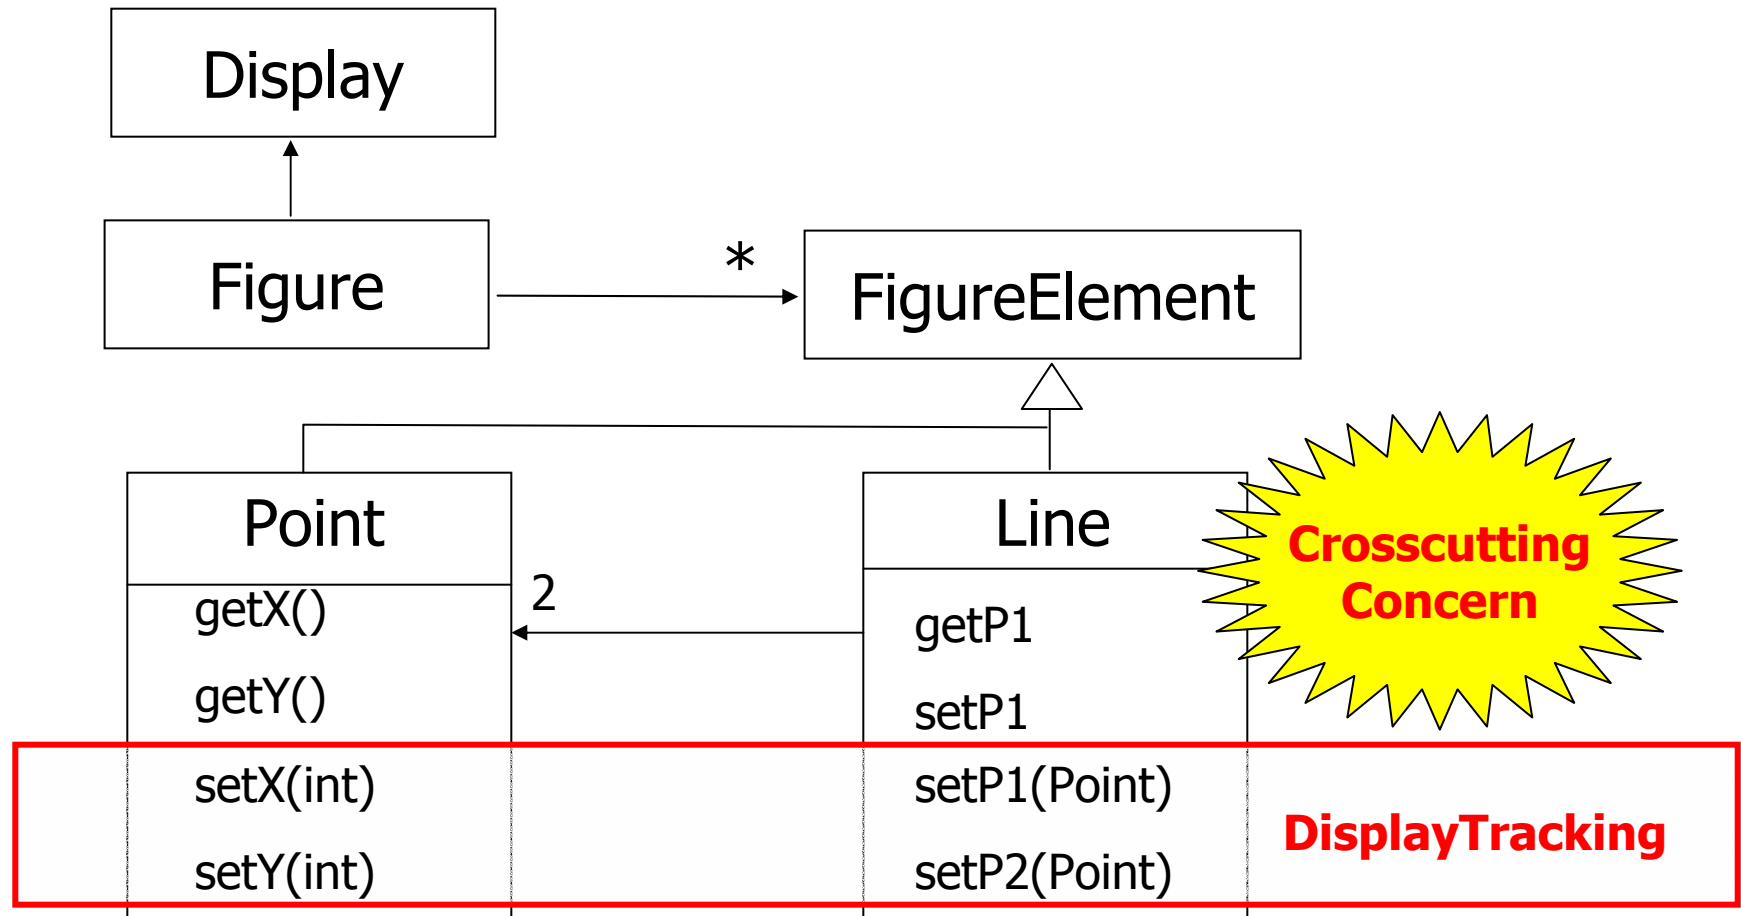 Display
Figure
*
FigureElement
Point
Line
Crosscutting
Concern
getX()
2
getP1
getY()
setP1
setX(int)
setP1(Point)
DisplayTracking
setY(int)
setP2(Point)